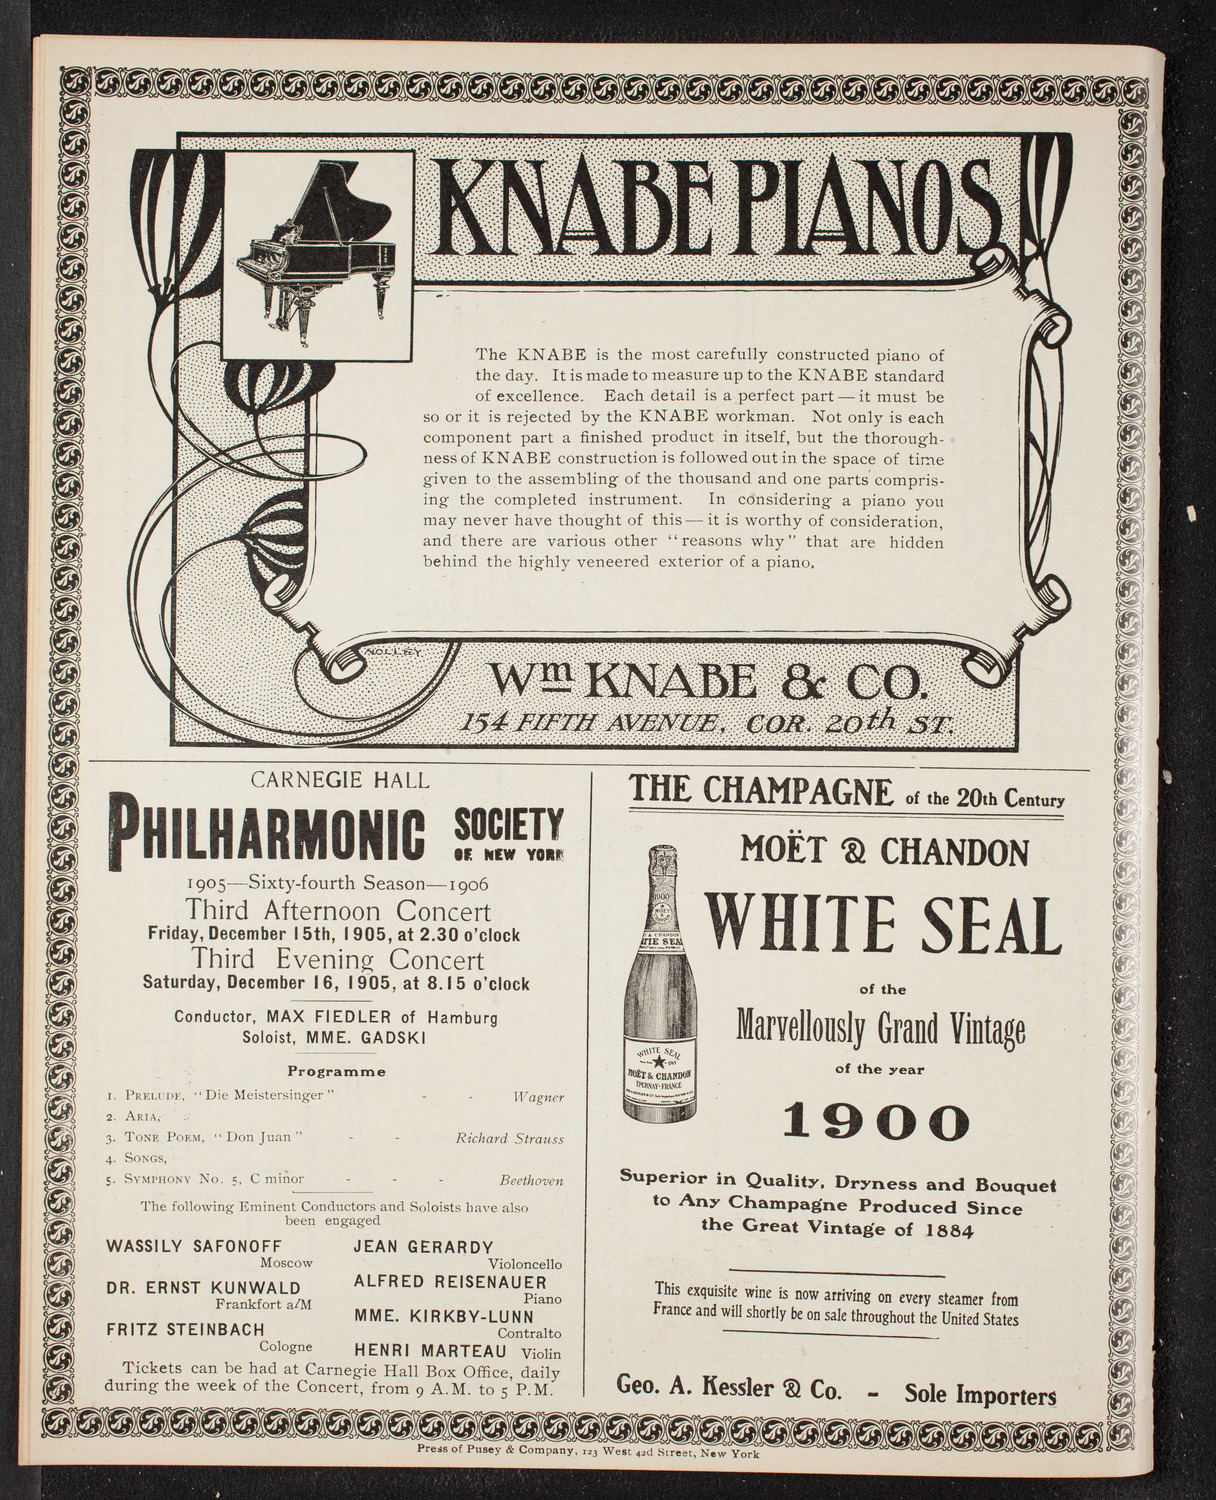 KNABE PIANOS
The KNABE is the most carefully constructed piano of
the day. It is made to measure up to the KNABE standard
of excellence. Each detail is a perfect part — it must be
so or it is rejected by the KNABE workman. Not only is each
component part a finished product in itself, but the thorough-
ness of KNABE construction is followed out in the space of time
given to the assembling of the thousand and one parts compris-
ing the completed instrument. In considering a piano you
may never have thought of this — it is worthy of consideration,
and there are various other "reasons why" that are hidden
behind the highly veneered exterior of a piano.
NOLLEY
Wm KNABE & CO.
154 FIFTH AVENUE, COR. 20th ST.
CARNEGIE HALL
PHILHARMONIC SOCIETY
OF NEW YORK
1905—Sixty-fourth Season—1906
Third Afternoon Concert
Friday, December 15th, 1905, at 2.30 o'clock
Third Evening Concert
Saturday, December 16, 1905, at 8.15 o'clock
Conductor, MAX FIEDLER of Hamburg
Soloist, MME. GADSKI
Programme
1. PRELUDE, "Die Meistersinger" - - Wagner
2. ARIA,
3. TONE POEM, "Don Juan" - - Richard Strauss
4. SONGS,
5. SYMPHONY No. 5, C minor - - - Beethoven
The following Eminent Conductors and Soloists have also
been engaged
WASSILY SAFONOFF
Moscow
DR. ERNST KUNWALD
Frankfort a/M
FRITZ STEINBACH
Cologne
JEAN GERARDY
Violoncello
ALFRED REISENAUER
Piano
MME. KIRKBY-LUNN
Contralto
HENRI MARTEAU Violin
Tickets can be had at Carnegie Hall Box Office, daily
during the week of the Concert, from 9 A.M. to 5 P.M.
THE CHAMPAGNE of the 20th Century
MOËT & CHANDON
WHITE SEAL
of the
Marvellously Grand Vintage
of the year
1900
1900
WHITE SEAL
MOËT & CHANDON
EPERNAY-FRANCE
Superior in Quality, Dryness and Bouquet
to Any Champagne Produced Since
the Great Vintage of 1884
This exquisite wine is now arriving on every steamer from
France and will shortly be on sale throughout the United States
Geo. A. Kessler & Co. - Sole Importers
Press of Pusey & Company, 123 West 42d Street, New York